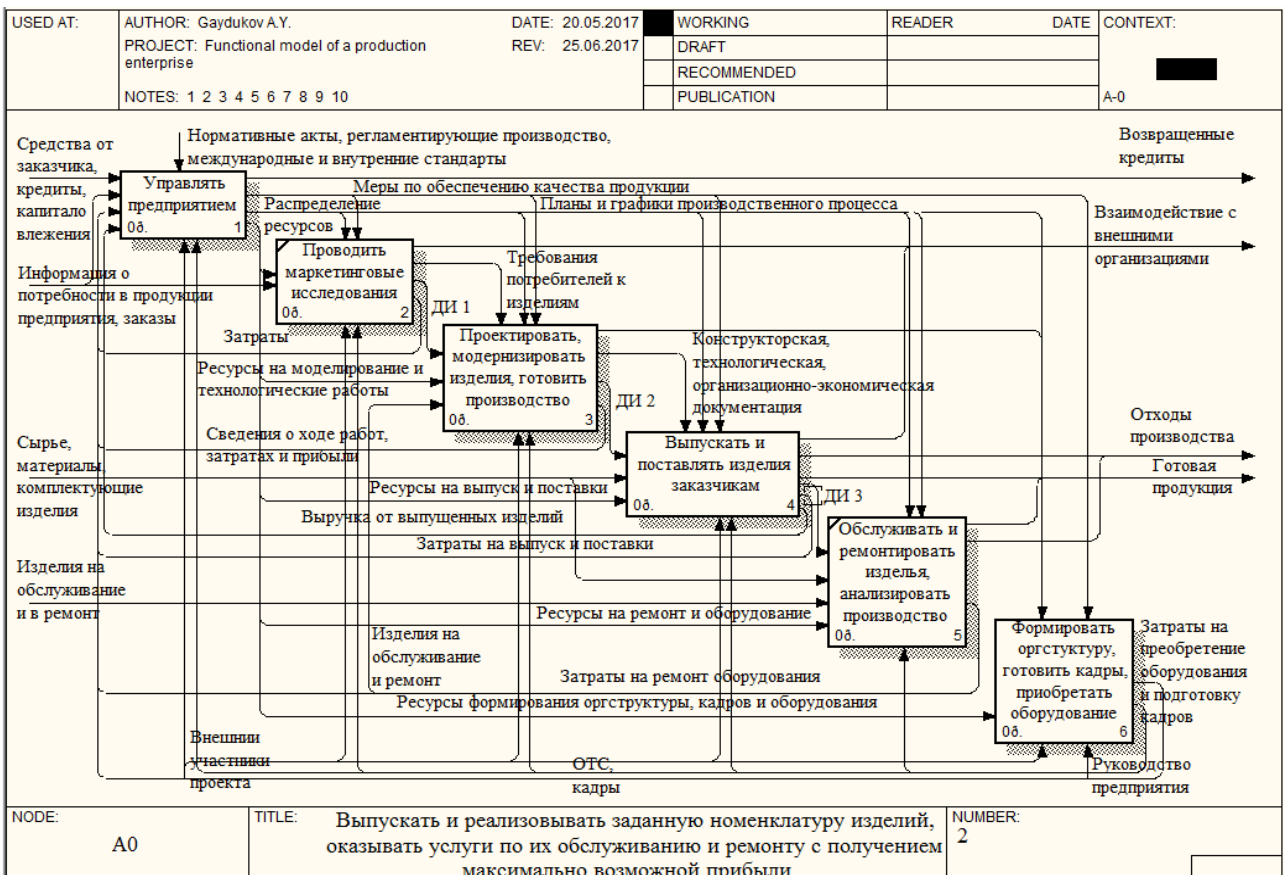 USED AT:
AUTHOR: Gaydukov A.Y.
DATE: 20.05.2017
PROJECT: Functional model of a production
enterprise
REV: 25.06.2017
NOTES: 1 2 3 4 5 6 7 8 9 10
WORKING
DRAFT
RECOMMENDED
PUBLICATION
READER
DATE
CONTEXT:
A-0
Средства от
заказчика,
кредиты,
капитало
влежения
Нормативные акты, регламентирующие производство,
международные и внутренние стандарты
Возвращенные
кредиты
Управлять
предприятием
0ð.
1
Меры по обеспечению качества продукции
Распределение
ресурсов
Планы и графики производственного процесса
Взаимодействие с
внешними
организациями
Информация о
потребности в продукции
предприятия, заказы
Проводить
маркетинговые
исследования
0ð.
2
Требования
потребителей к
изделиям
ДИ 1
Затраты
Ресурсы на моделирование и
технологические работы
Проектировать,
модернизировать
изделия, готовить
производство
0ð.
3
Конструкторская,
технологическая,
организационно-экономическая
документация
ДИ 2
Сведения о ходе работ,
затратах и прибыли
Отходы
производства
Сырье,
материалы,
комплектующие
изделия
Выпускать и
поставлять изделия
заказчикам
0ð.
4
Готовая
продукция
Ресурсы на выпуск и поставки
ДИ 3
Выручка от выпущенных изделий
Затраты на выпуск и поставки
Обслуживать и
ремонтировать
изделья,
анализировать
производство
0ð.
5
Изделия на
обслуживание
и в ремонт
Ресурсы на ремонт и оборудование
Изделия на
обслуживание
и ремонт
Формировать
оргстуктуру,
готовить кадры,
приобретать
оборудование
0ð.
6
Затраты на
преобретение
оборудования
и подготовку
кадров
Затраты на ремонт оборудования
Ресурсы формирования оргструктуры, кадров и оборудования
Внешнии
участники
проекта
ОТС,
кадры
Руководство
предприятия
NODE:
A0
TITLE:
Выпускать и реализовывать заданную номенклатуру изделий,
оказывать услуги по их обслуживанию и ремонту с получением
максимально возможной прибыли
NUMBER:
2